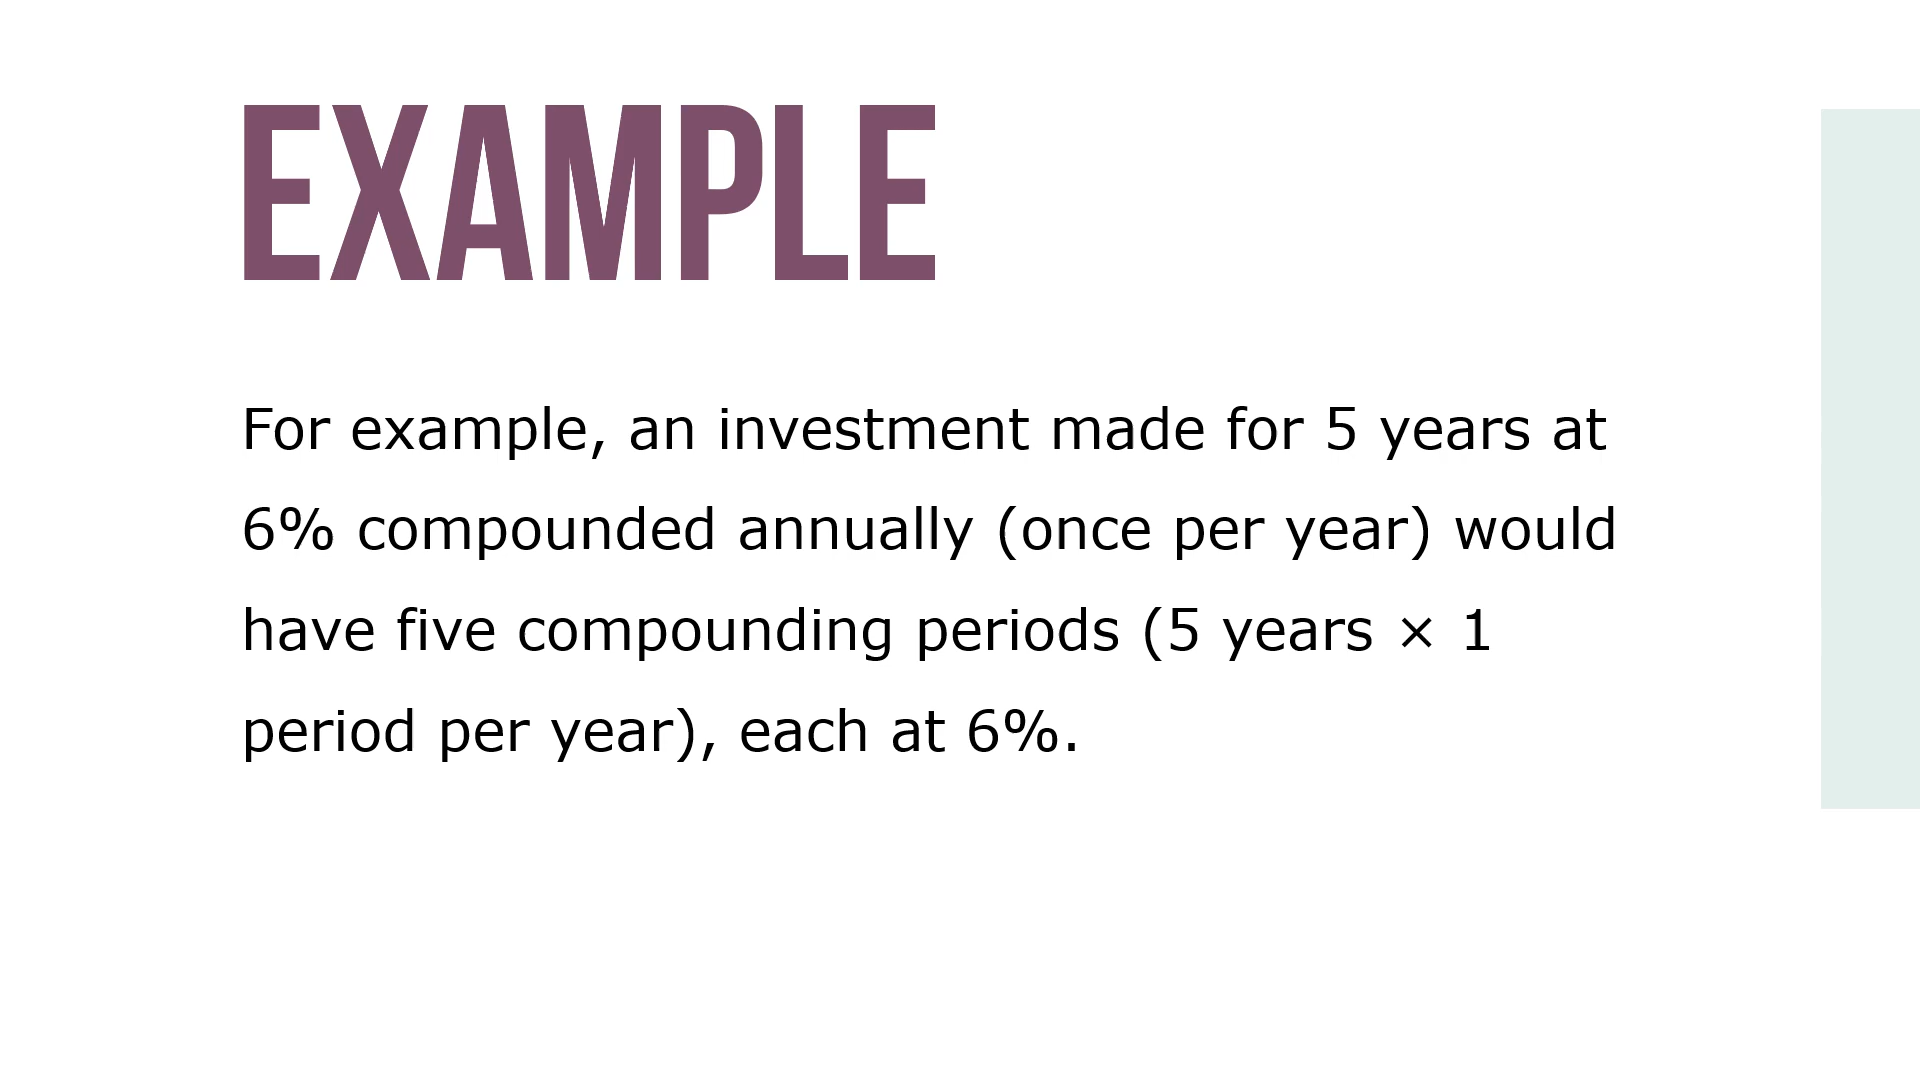 EXAMPLE
For example, an investment made for 5 years at
6% compounded annually (once per year) would
have five compounding periods (5 years × 1
period per year), each at 6%.